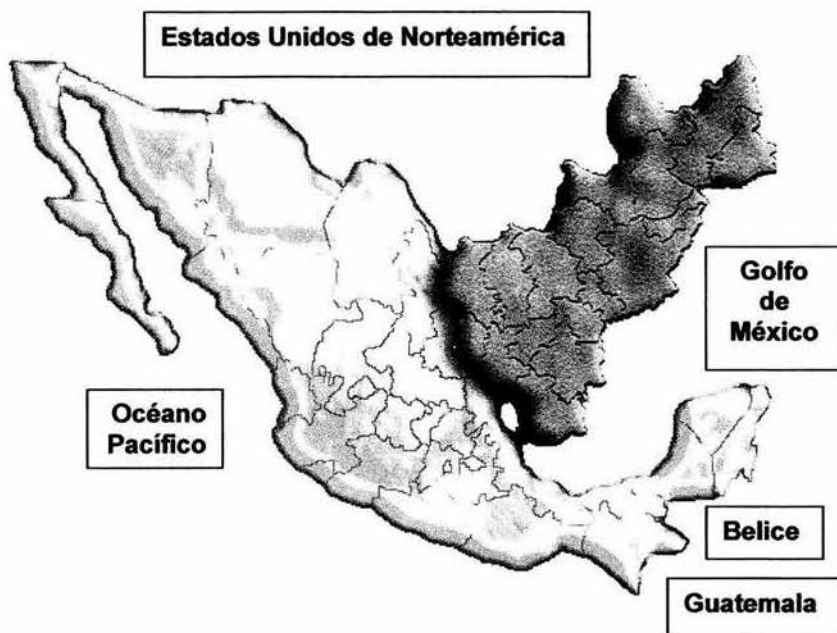 Estados Unidos de Norteamérica
Golfo
de
México
Océano
Pacífico
Belice
Guatemala